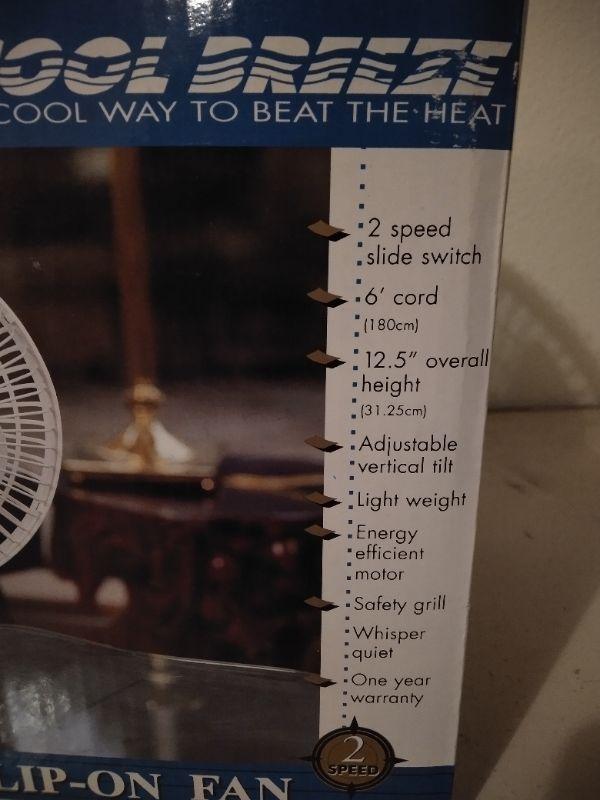 OOL BREEZE
COOL WAY TO BEAT THE HEAT
2 speed
slide switch
6' cord
(180cm)
12.5" overall
height
(31.25cm)
Adjustable
vertical tilt
Light weight
Energy
efficient
motor
Safety grill
Whisper
quiet
One year
warranty
2
SPEED
LIP-ON FAN